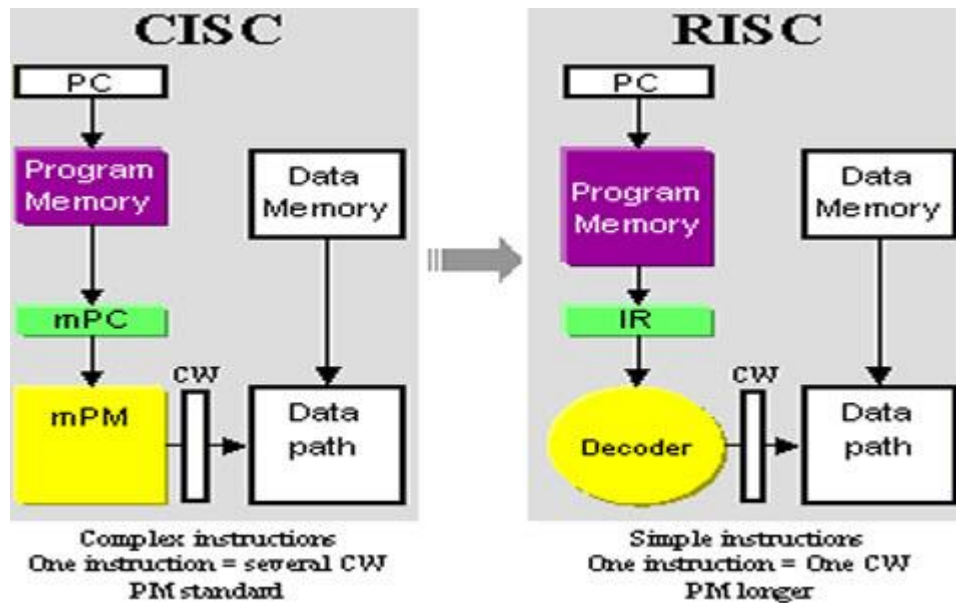 CISC
PC
Program
Memory
Data
Memory
mPC
CW
mPM
Data
path
Complex instructions
One instruction = several CW
PM standard
RISC
PC
Program
Memory
Data
Memory
IR
CW
Decoder
Data
path
Simple instructions
One instruction = One CW
PM longer